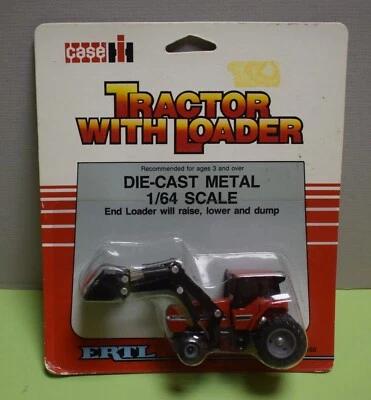 CASE IH
TRACTOR
WITH LOADER
Recommended for ages 3 and over
DIE-CAST METAL
1/64 SCALE
End Loader will raise, lower and dump
ERTL